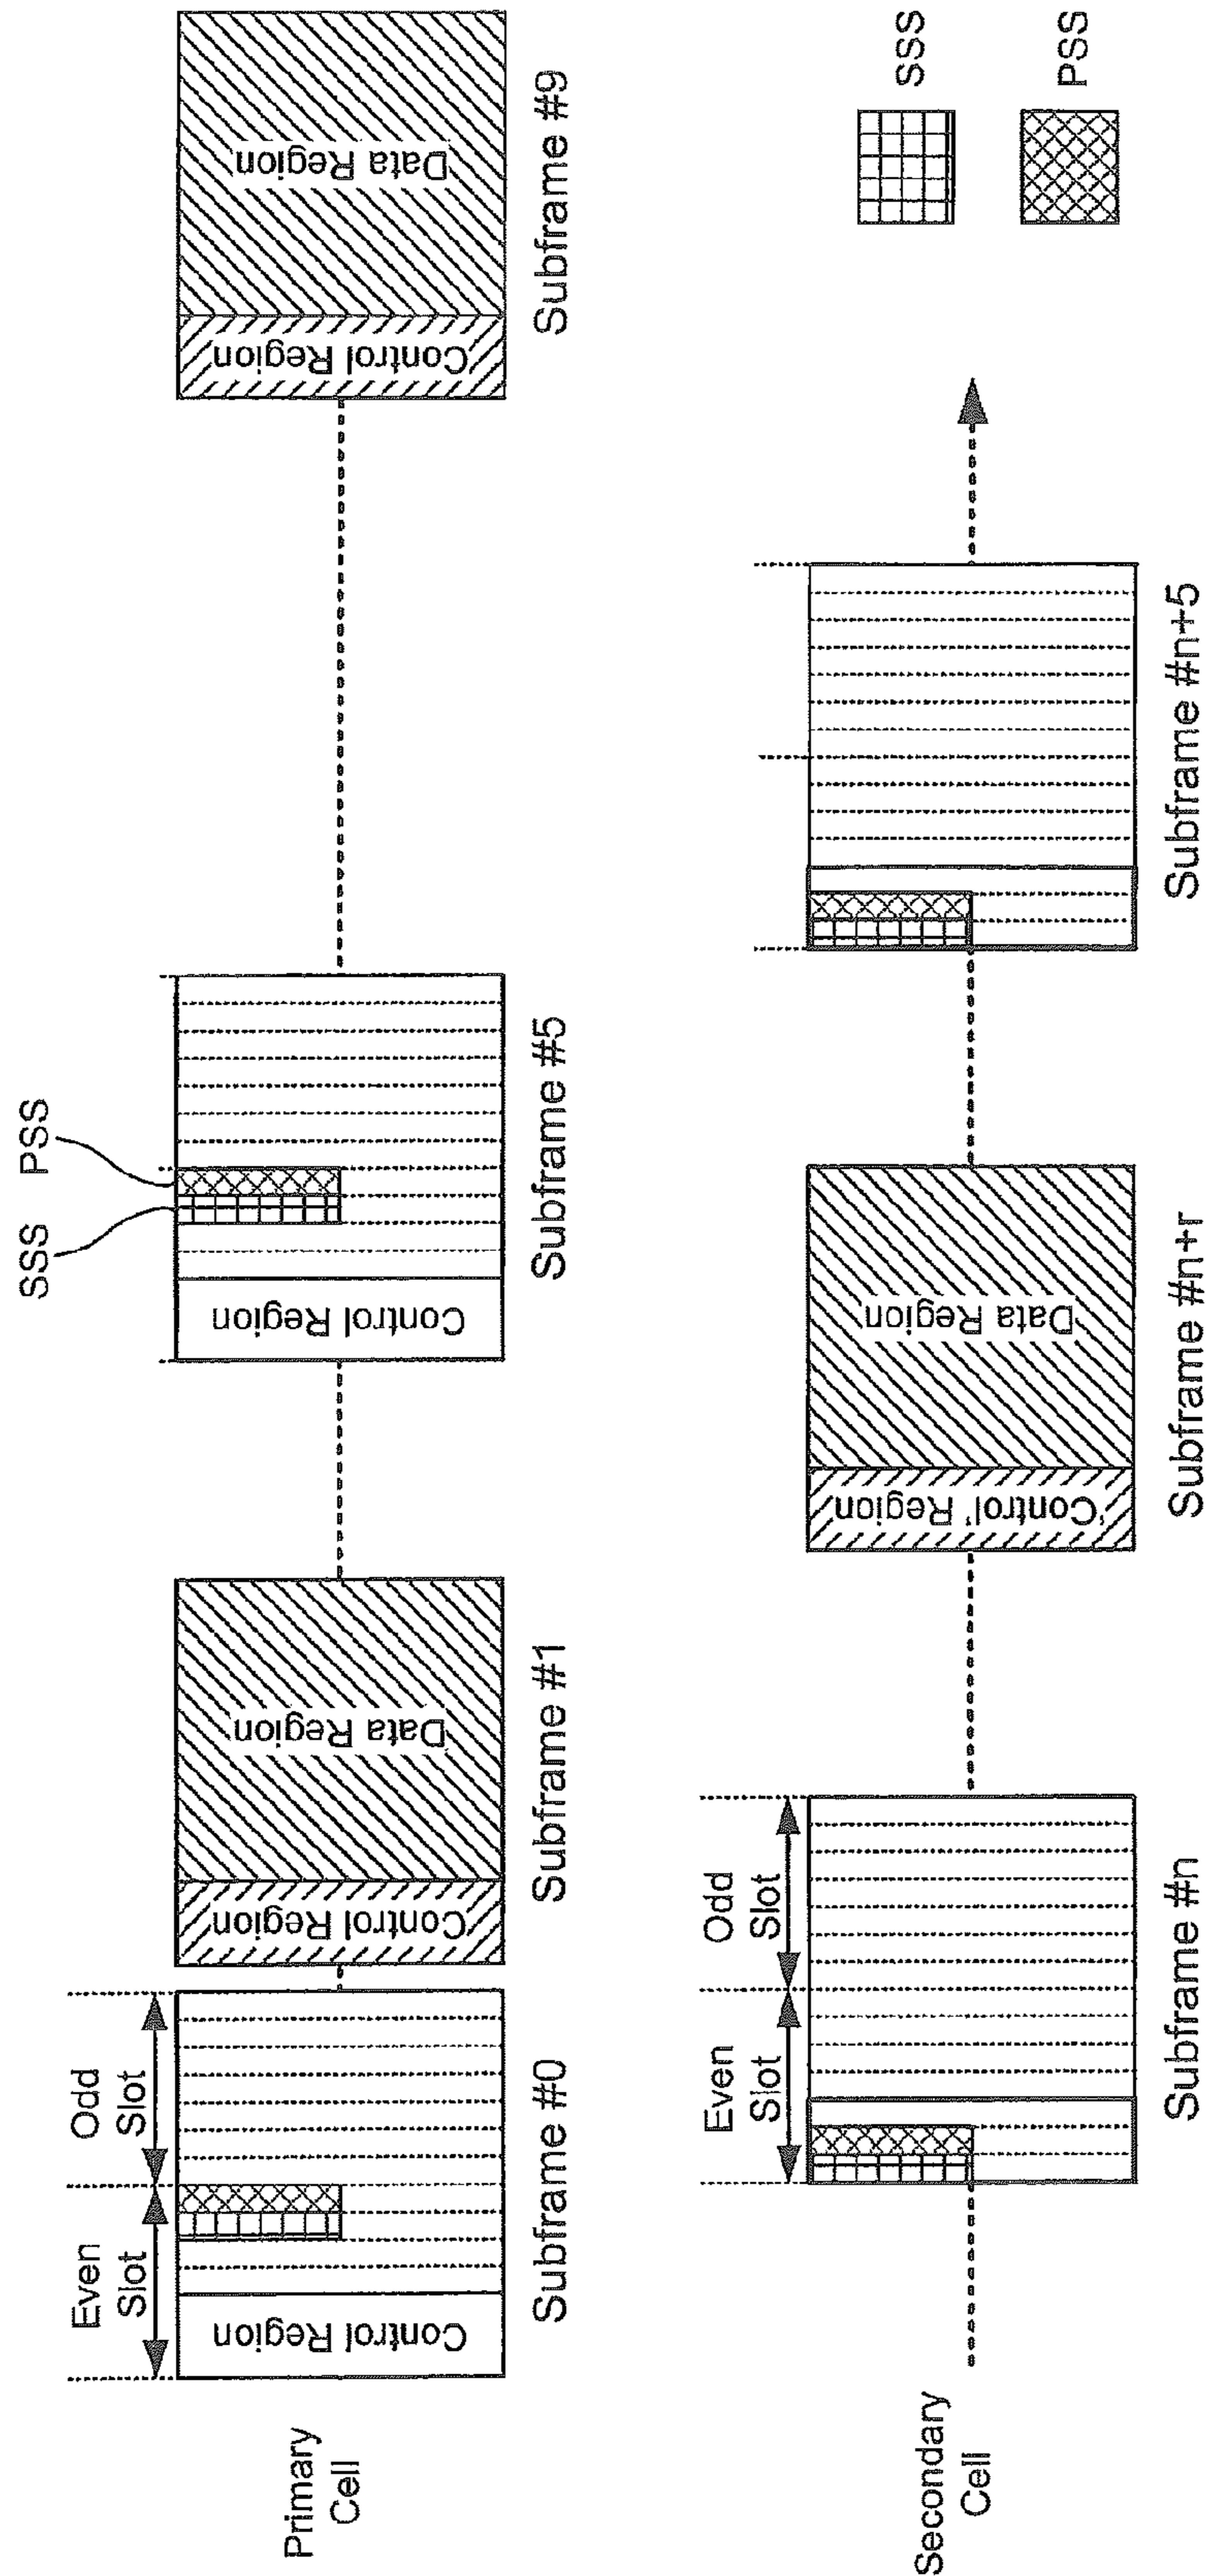 Primary
Cell
Even
Slot
Odd
Slot
Control Region
Subframe #0
Control Region
Data Region
Subframe #1
SSS
PSS
Control Region
Subframe #5
Control Region
Data Region
Subframe #9
Secondary
Cell
Even
Slot
Odd
Slot
Subframe #n
'Control' Region
Data Region
Subframe #n+r
Subframe #n+5
SSS
PSS